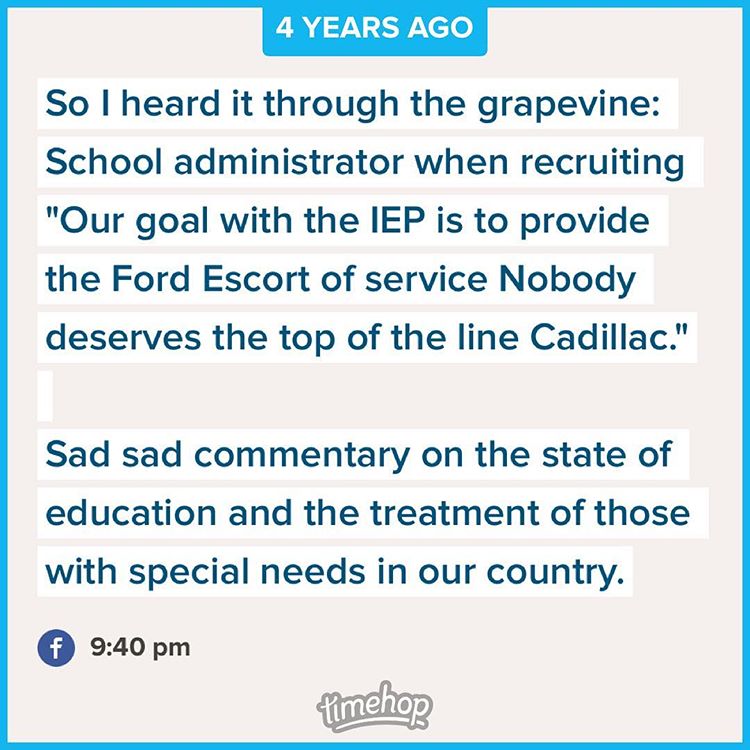 4 YEARS AGO
So I heard it through the grapevine:
School administrator when recruiting
"Our goal with the IEP is to provide
the Ford Escort of service Nobody
deserves the top of the line Cadillac."
Sad sad commentary on the state of
education and the treatment of those
with special needs in our country.
f 9:40 pm
timehop